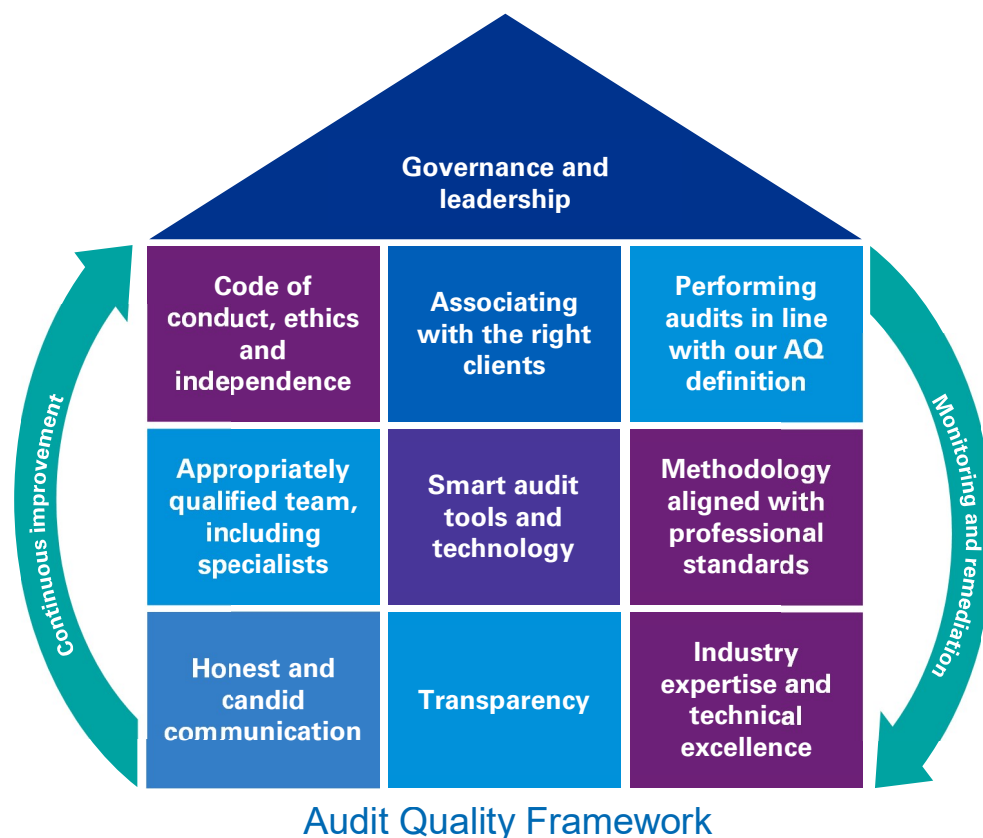 Governance and
leadership
Code of
conduct, ethics
and
independence
Associating
with the right
clients
Performing
audits in line
with our AQ
definition
Continuous improvement
Monitoring and remediation
Appropriately
qualified team,
including
specialists
Smart audit
tools and
technology
Methodology
aligned with
professional
standards
Honest and
candid
communication
Transparency
Industry
expertise and
technical
excellence
Audit Quality Framework